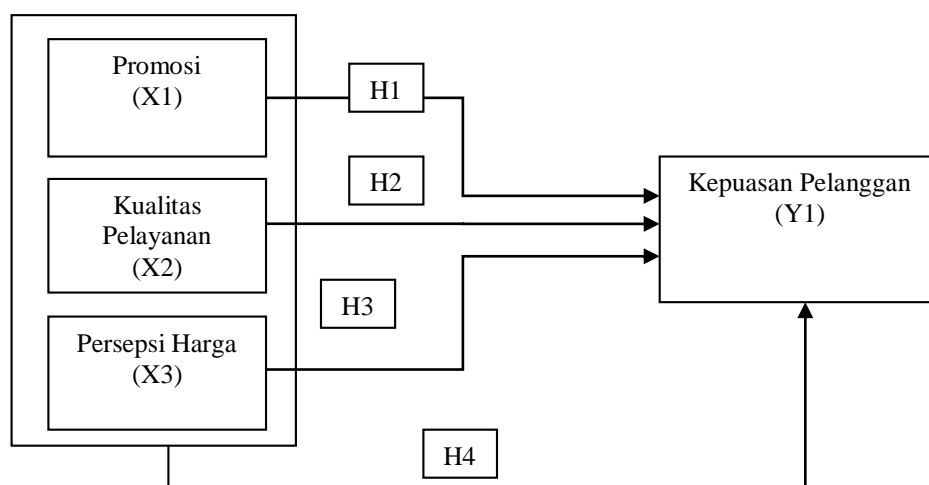 Promosi
(X1)
H1
H2
Kualitas
Pelayanan
(X2)
Kepuasan Pelanggan
(Y1)
H3
Persepsi Harga
(X3)
H4